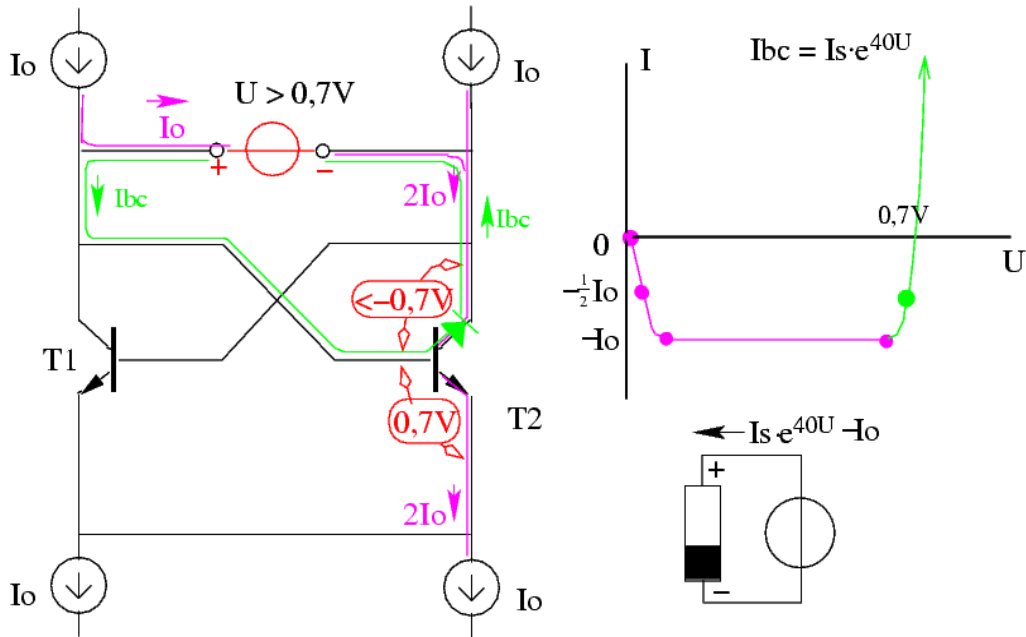 Io
Io
U > 0,7V
Io
+
–
Ibc
2Io
Ibc
<–0,7V
T1
0,7V
T2
2Io
Io
Io
I
Ibc = Is·e^40U
0,7V
0
U
–½Io
–Io
Is·e^40U –Io
+
–